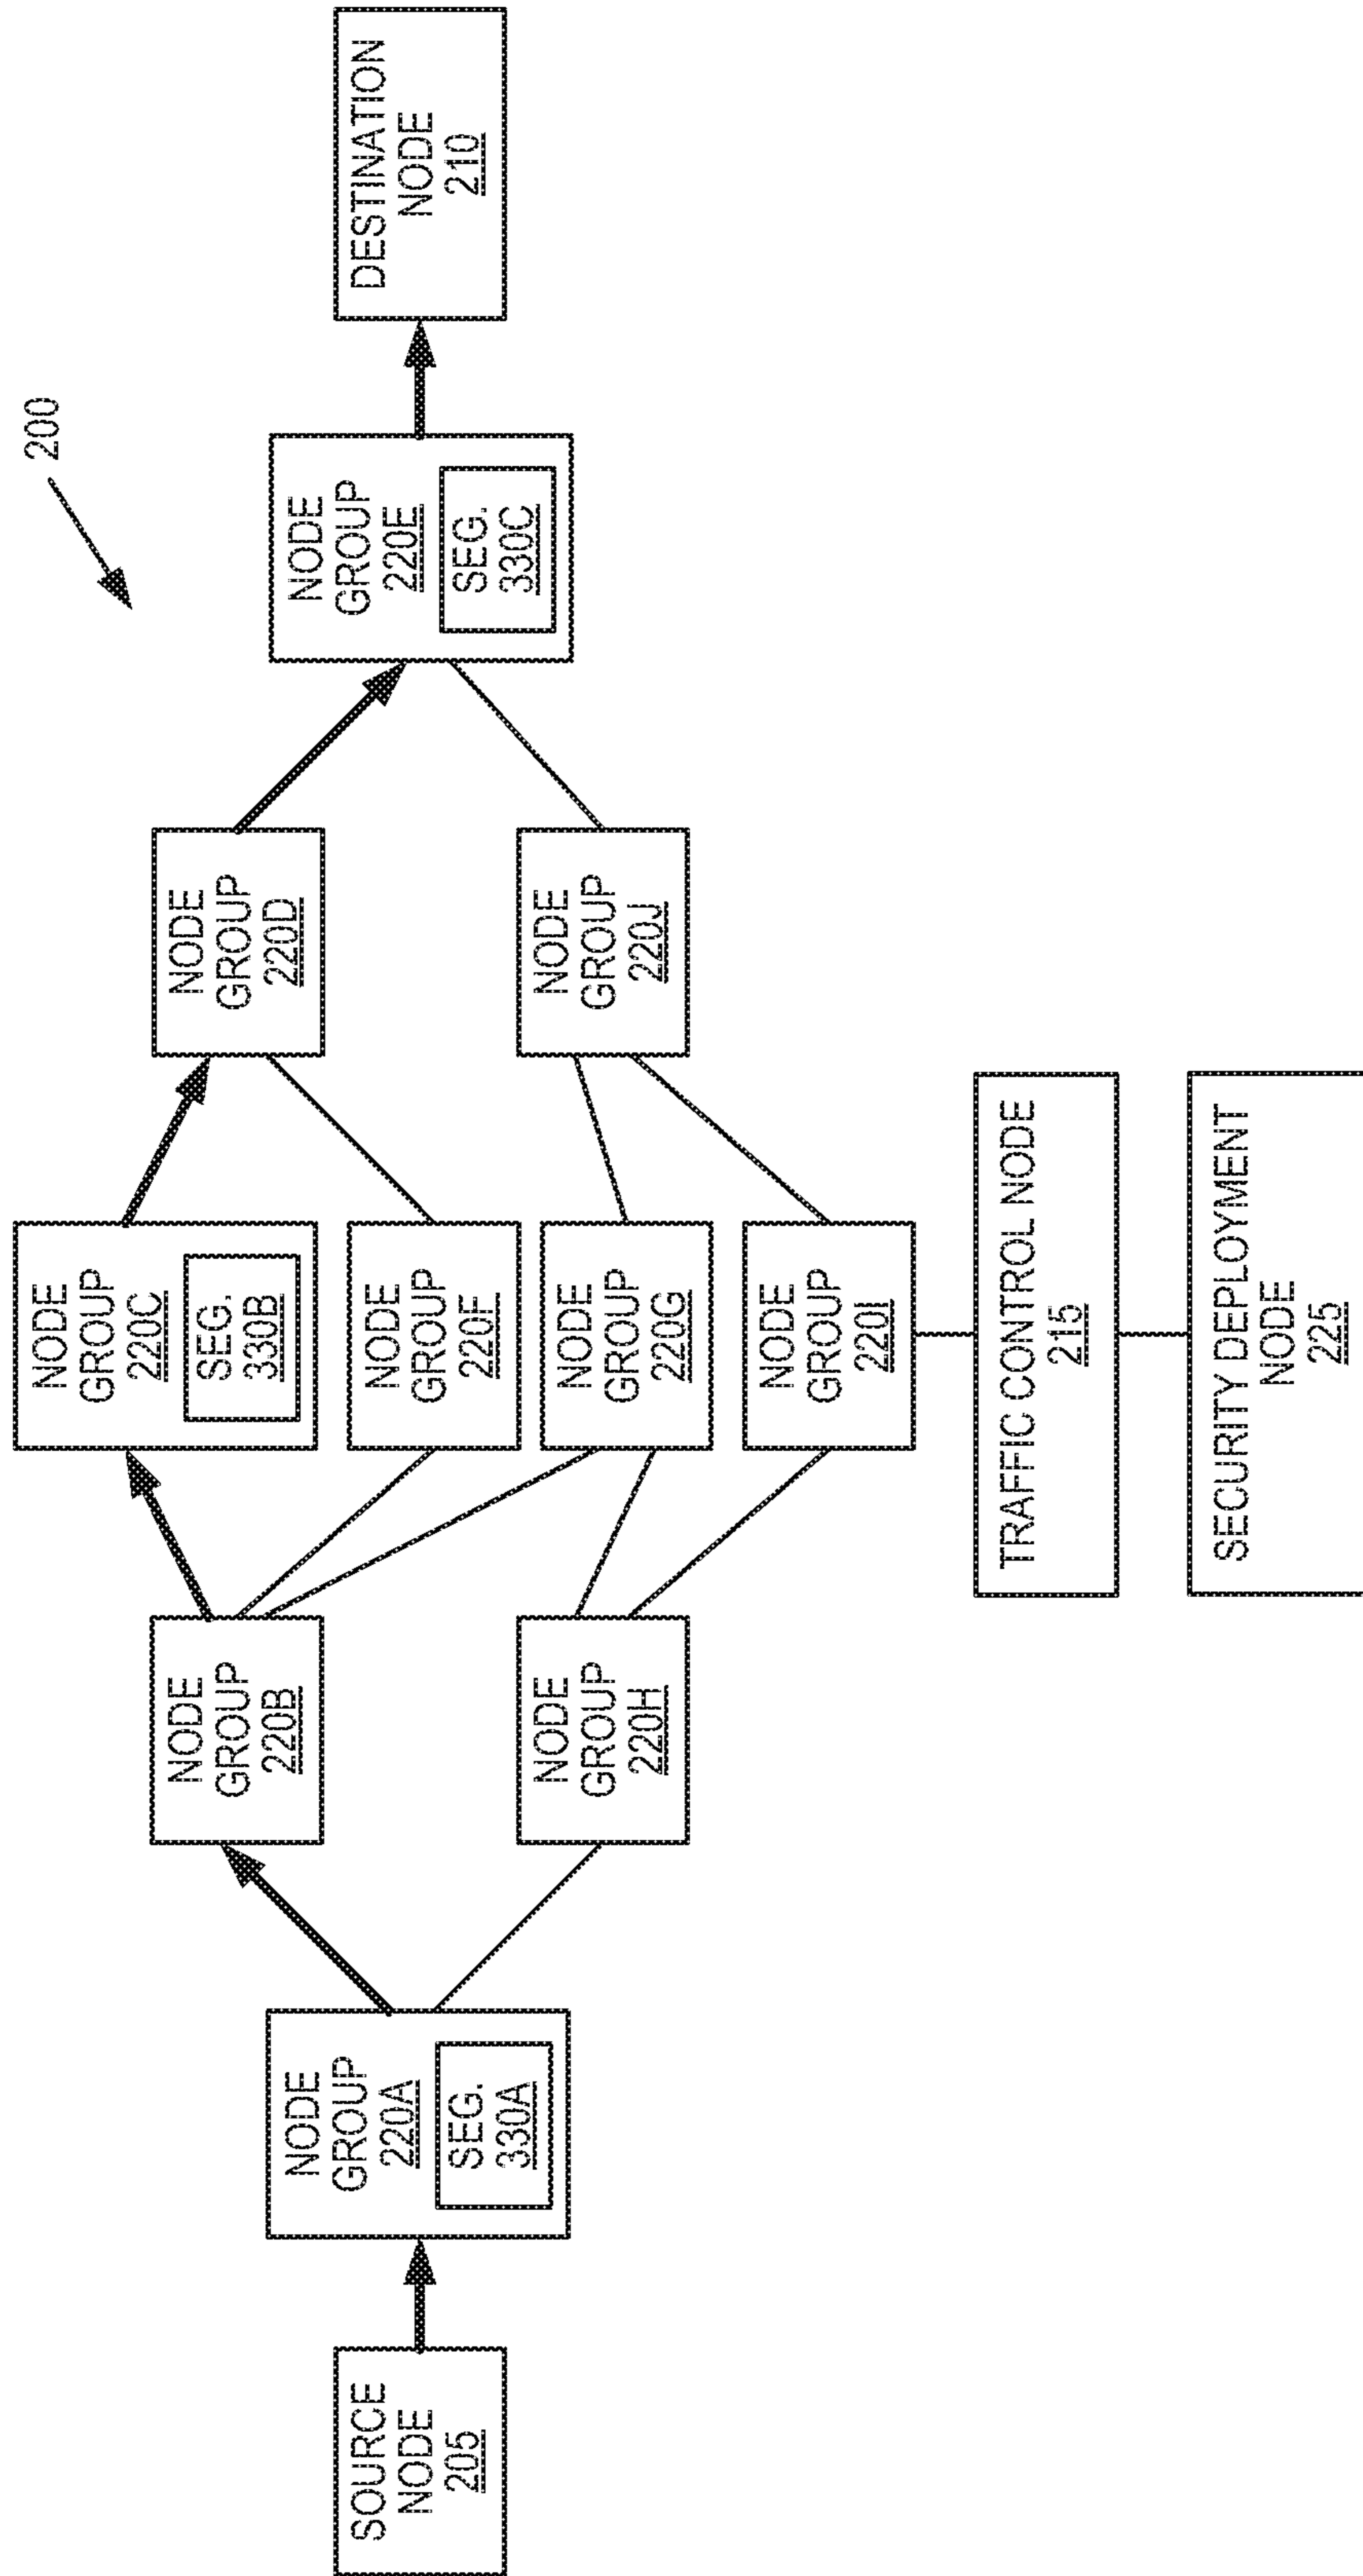 200
SOURCE
NODE
205
NODE
GROUP
220A
SEG.
330A
NODE
GROUP
220B
NODE
GROUP
220H
NODE
GROUP
220C
SEG.
330B
NODE
GROUP
220F
NODE
GROUP
220G
NODE
GROUP
220I
NODE
GROUP
220D
NODE
GROUP
220J
NODE
GROUP
220E
SEG.
330C
DESTINATION
NODE
210
TRAFFIC CONTROL NODE
215
SECURITY DEPLOYMENT
NODE
225